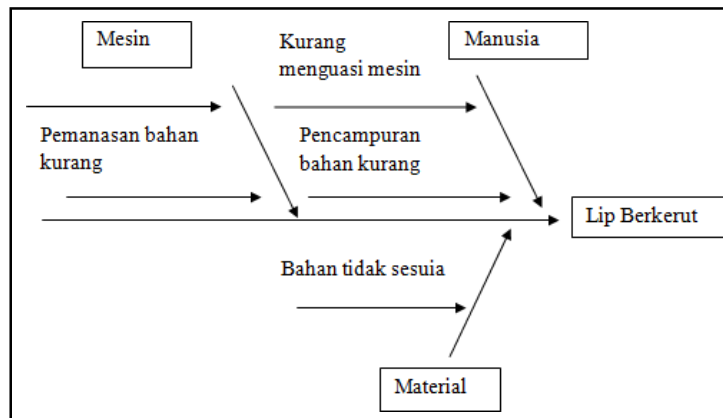 Mesin
Kurang
menguasi mesin
Manusia
Pemanasan bahan
kurang
Pencampuran
bahan kurang
Lip Berkerut
Bahan tidak sesuia
Material